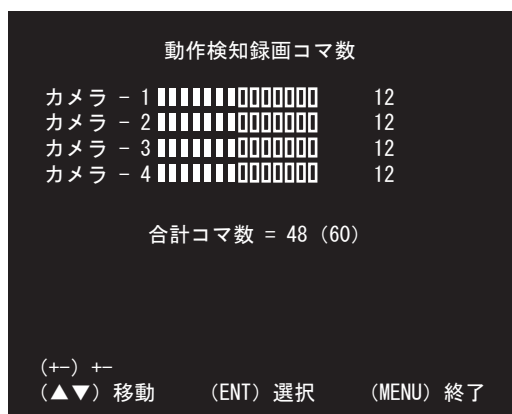 動作検知録画コマ数
カメラ - 1 12
カメラ - 2 12
カメラ - 3 12
カメラ - 4 12
合計コマ数 = 48 (60)
(+-) +-
(▲▼) 移動 (ENT) 選択 (MENU) 終了